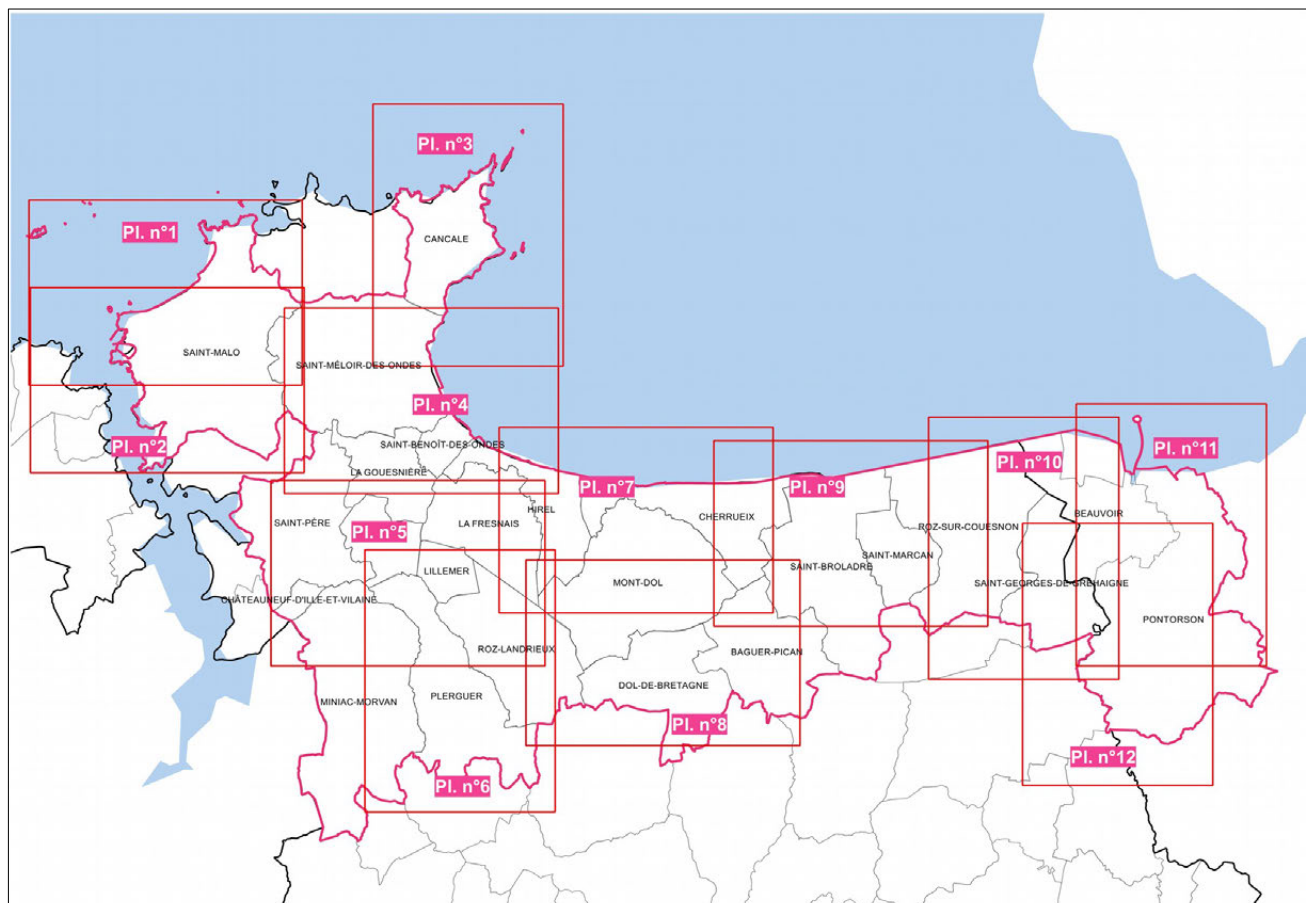 Pl. n°3
Pl. n°1
CANCALE
SAINT-MALO
SAINT-MÉLOIR-DES-ONDES
Pl. n°4
Pl. n°2
SAINT-BENOÎT-DES-ONDES
LA GOUESNIÈRE
Pl. n°11
Pl. n°10
Pl. n°7
Pl. n°9
HIREL
BEAUVOIR
CHERRUEIX
SAINT-PÈRE
LA FRESNAIS
ROZ-SUR-COUESNON
Pl. n°5
SAINT-MARCAN
SAINT-BROLADRE
LILLEMER
MONT-DOL
SAINT-GEORGES-DE-GREHAIGNE
CHÂTEAUNEUF-D'ILLE-ET-VILAINE
PONTORSON
ROZ-LANDRIEUX
BAGUER-PICAN
DOL-DE-BRETAGNE
PLERGUER
MINIAC-MORVAN
Pl. n°8
Pl. n°12
Pl. n°6